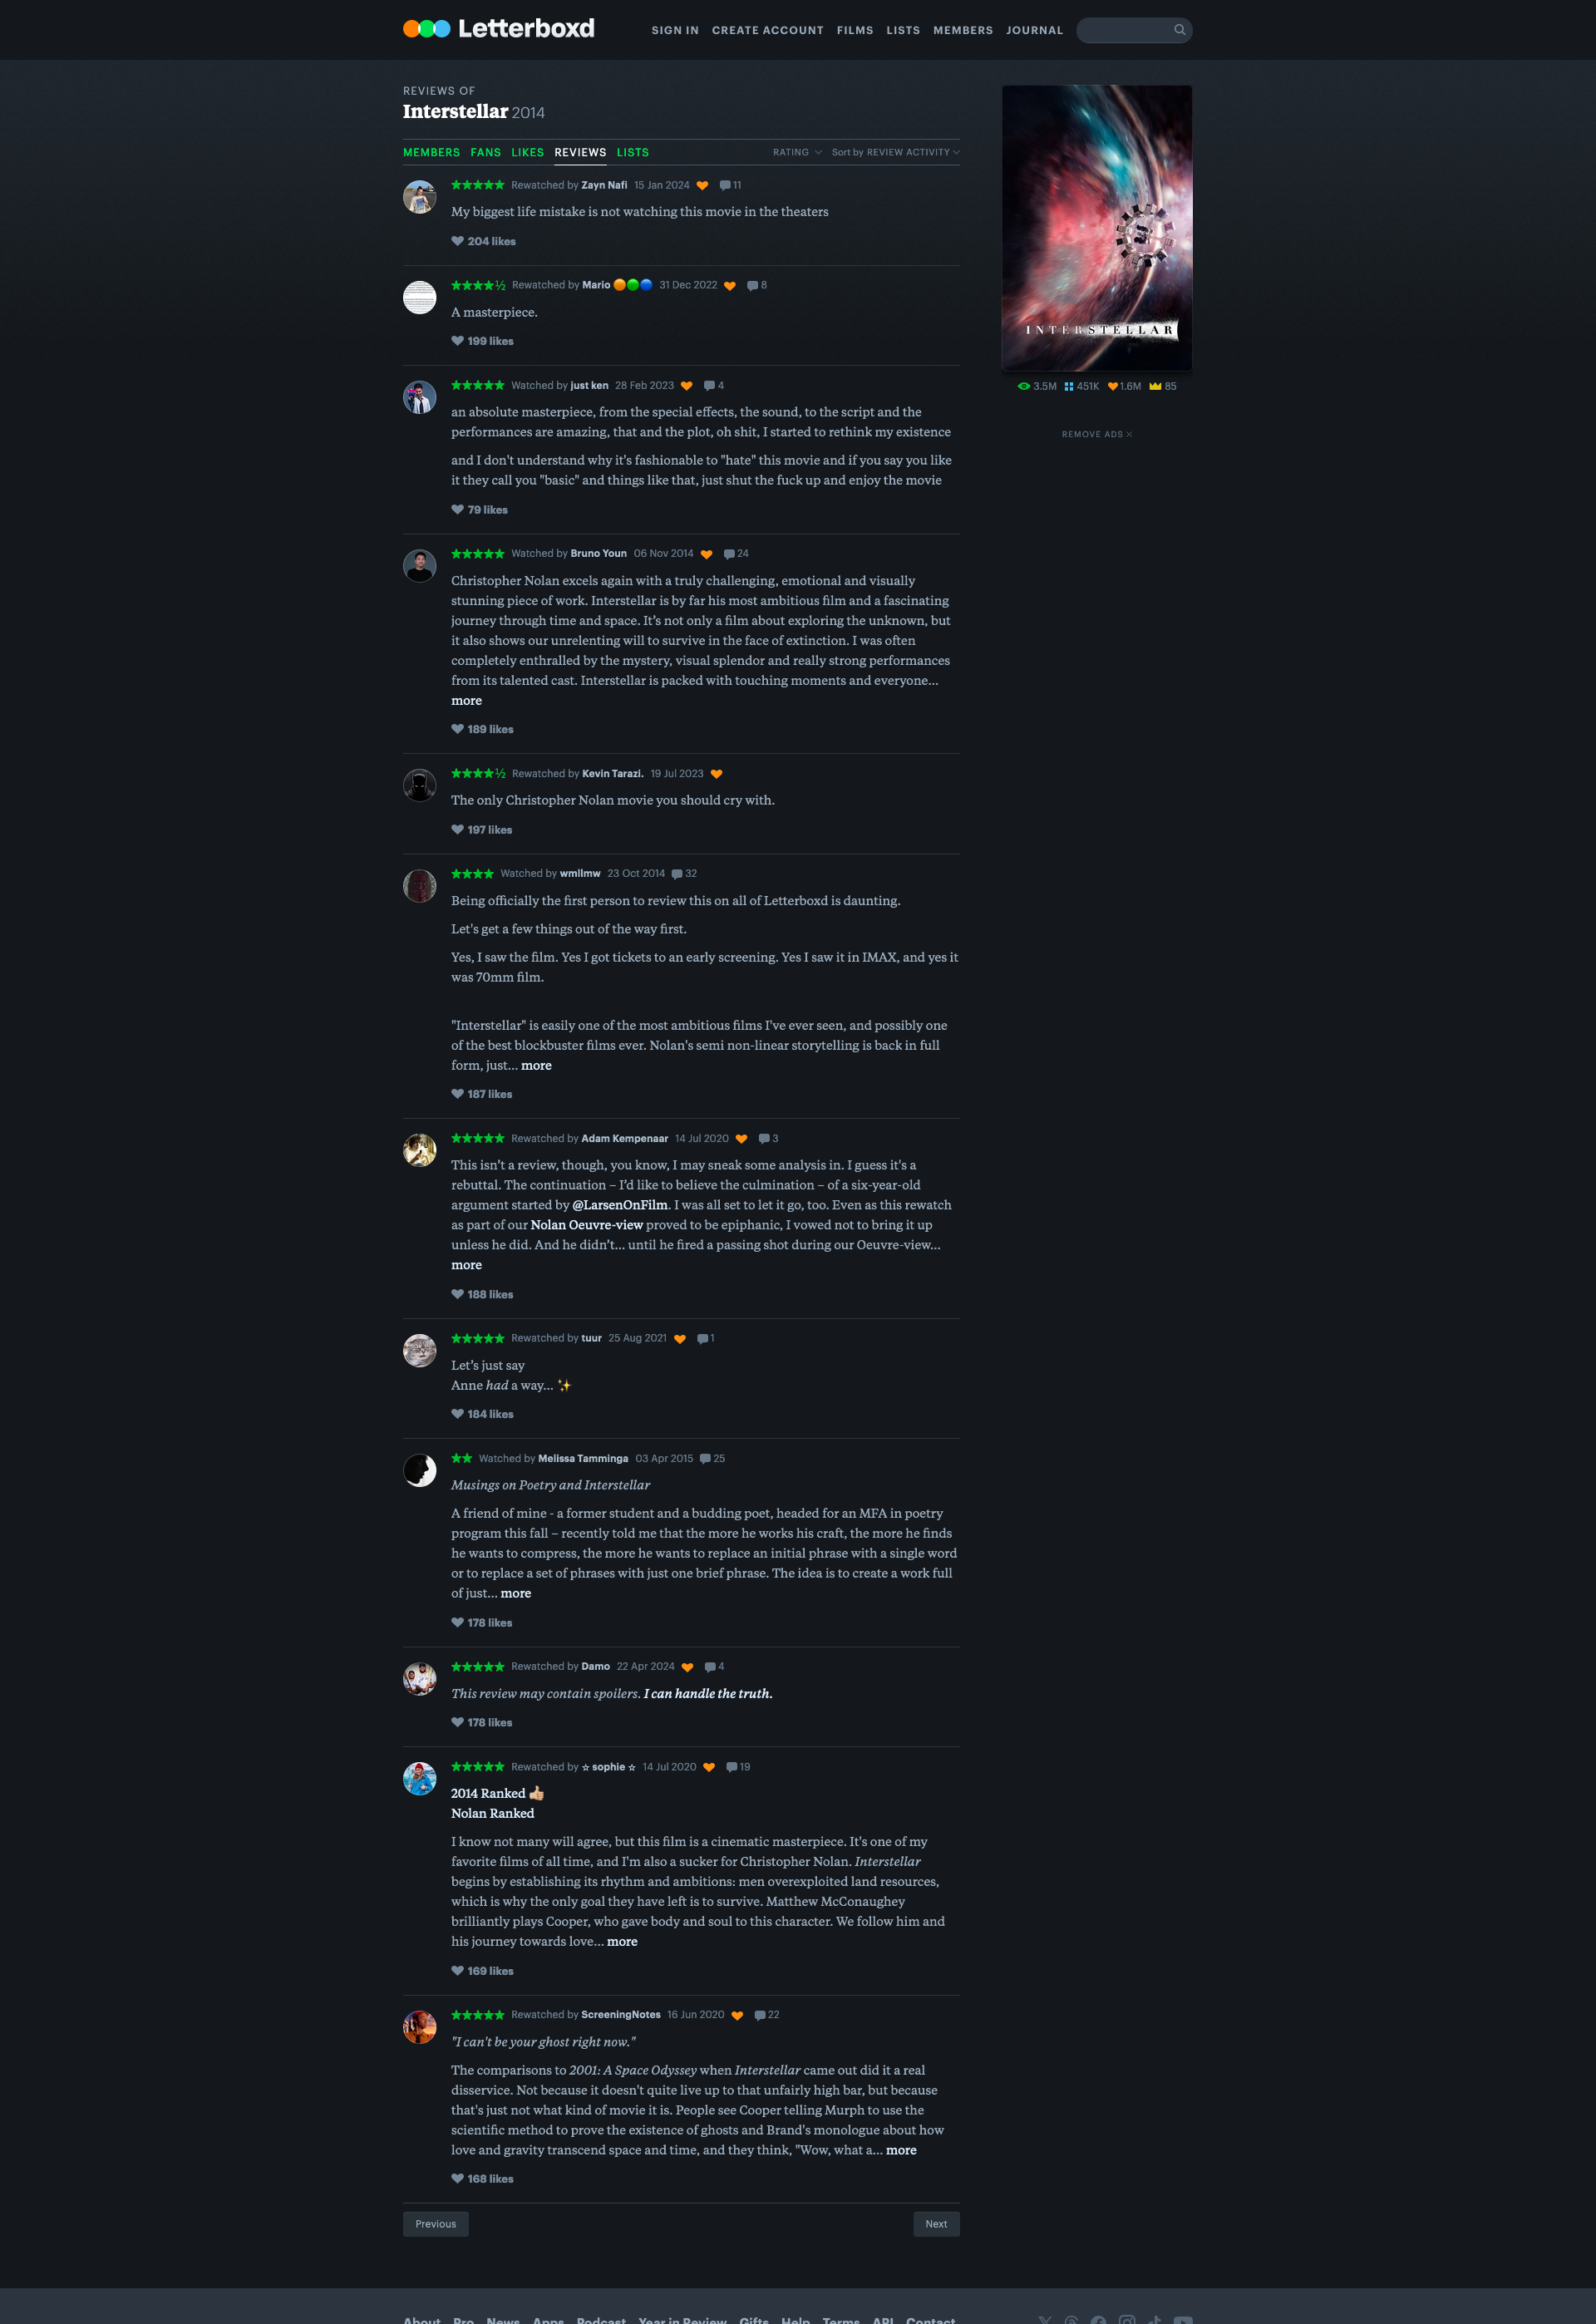 Letterboxd
SIGN IN CREATE ACCOUNT FILMS LISTS MEMBERS JOURNAL
REVIEWS OF
Interstellar 2014
MEMBERS FANS LIKES REVIEWS LISTS
RATING Sort by REVIEW ACTIVITY
★★★★★ Rewatched by Zayn Nafi 15 Jan 2024 11
My biggest life mistake is not watching this movie in the theaters
204 likes
★★★★½ Rewatched by Mario 🟠🟢🔵 31 Dec 2022 8
A masterpiece.
199 likes
★★★★★ Watched by just ken 28 Feb 2023 4
an absolute masterpiece, from the special effects, the sound, to the script and the
performances are amazing, that and the plot, oh shit, I started to rethink my existence
and I don't understand why it's fashionable to "hate" this movie and if you say you like
it they call you "basic" and things like that, just shut the fuck up and enjoy the movie
79 likes
★★★★★ Watched by Bruno Youn 06 Nov 2014 24
Christopher Nolan excels again with a truly challenging, emotional and visually
stunning piece of work. Interstellar is by far his most ambitious film and a fascinating
journey through time and space. It’s not only a film about exploring the unknown, but
it also shows our unrelenting will to survive in the face of extinction. I was often
completely enthralled by the mystery, visual splendor and really strong performances
from its talented cast. Interstellar is packed with touching moments and everyone…
more
189 likes
★★★★½ Rewatched by Kevin Tarazi. 19 Jul 2023
The only Christopher Nolan movie you should cry with.
197 likes
★★★★ Watched by wmllmw 23 Oct 2014 32
Being officially the first person to review this on all of Letterboxd is daunting.
Let's get a few things out of the way first.
Yes, I saw the film. Yes I got tickets to an early screening. Yes I saw it in IMAX, and yes it
was 70mm film.
"Interstellar" is easily one of the most ambitious films I've ever seen, and possibly one
of the best blockbuster films ever. Nolan's semi non-linear storytelling is back in full
form, just… more
187 likes
★★★★★ Rewatched by Adam Kempenaar 14 Jul 2020 3
This isn’t a review, though, you know, I may sneak some analysis in. I guess it's a
rebuttal. The continuation – I’d like to believe the culmination – of a six-year-old
argument started by @LarsenOnFilm. I was all set to let it go, too. Even as this rewatch
as part of our Nolan Oeuvre-view proved to be epiphanic, I vowed not to bring it up
unless he did. And he didn’t… until he fired a passing shot during our Oeuvre-view…
more
188 likes
★★★★★ Rewatched by tuur 25 Aug 2021 1
Let’s just say
Anne had a way… ✨
184 likes
★★ Watched by Melissa Tamminga 03 Apr 2015 25
Musings on Poetry and Interstellar
A friend of mine - a former student and a budding poet, headed for an MFA in poetry
program this fall – recently told me that the more he works his craft, the more he finds
he wants to compress, the more he wants to replace an initial phrase with a single word
or to replace a set of phrases with just one brief phrase. The idea is to create a work full
of just… more
178 likes
★★★★★ Rewatched by Damo 22 Apr 2024 4
This review may contain spoilers. I can handle the truth.
178 likes
★★★★★ Rewatched by ☆ sophie ☆ 14 Jul 2020 19
2014 Ranked 👍🏼
Nolan Ranked
I know not many will agree, but this film is a cinematic masterpiece. It's one of my
favorite films of all time, and I'm also a sucker for Christopher Nolan. Interstellar
begins by establishing its rhythm and ambitions: men overexploited land resources,
which is why the only goal they have left is to survive. Matthew McConaughey
brilliantly plays Cooper, who gave body and soul to this character. We follow him and
his journey towards love… more
169 likes
★★★★★ Rewatched by ScreeningNotes 16 Jun 2020 22
"I can't be your ghost right now."
The comparisons to 2001: A Space Odyssey when Interstellar came out did it a real
disservice. Not because it doesn't quite live up to that unfairly high bar, but because
that's just not what kind of movie it is. People see Cooper telling Murph to use the
scientific method to prove the existence of ghosts and Brand's monologue about how
love and gravity transcend space and time, and they think, "Wow, what a… more
168 likes
Previous Next
INTERSTELLAR
3.5M 451K 1.6M 85
REMOVE ADS
About Pro News Apps Podcast Year in Review Gifts Help Terms API Contact